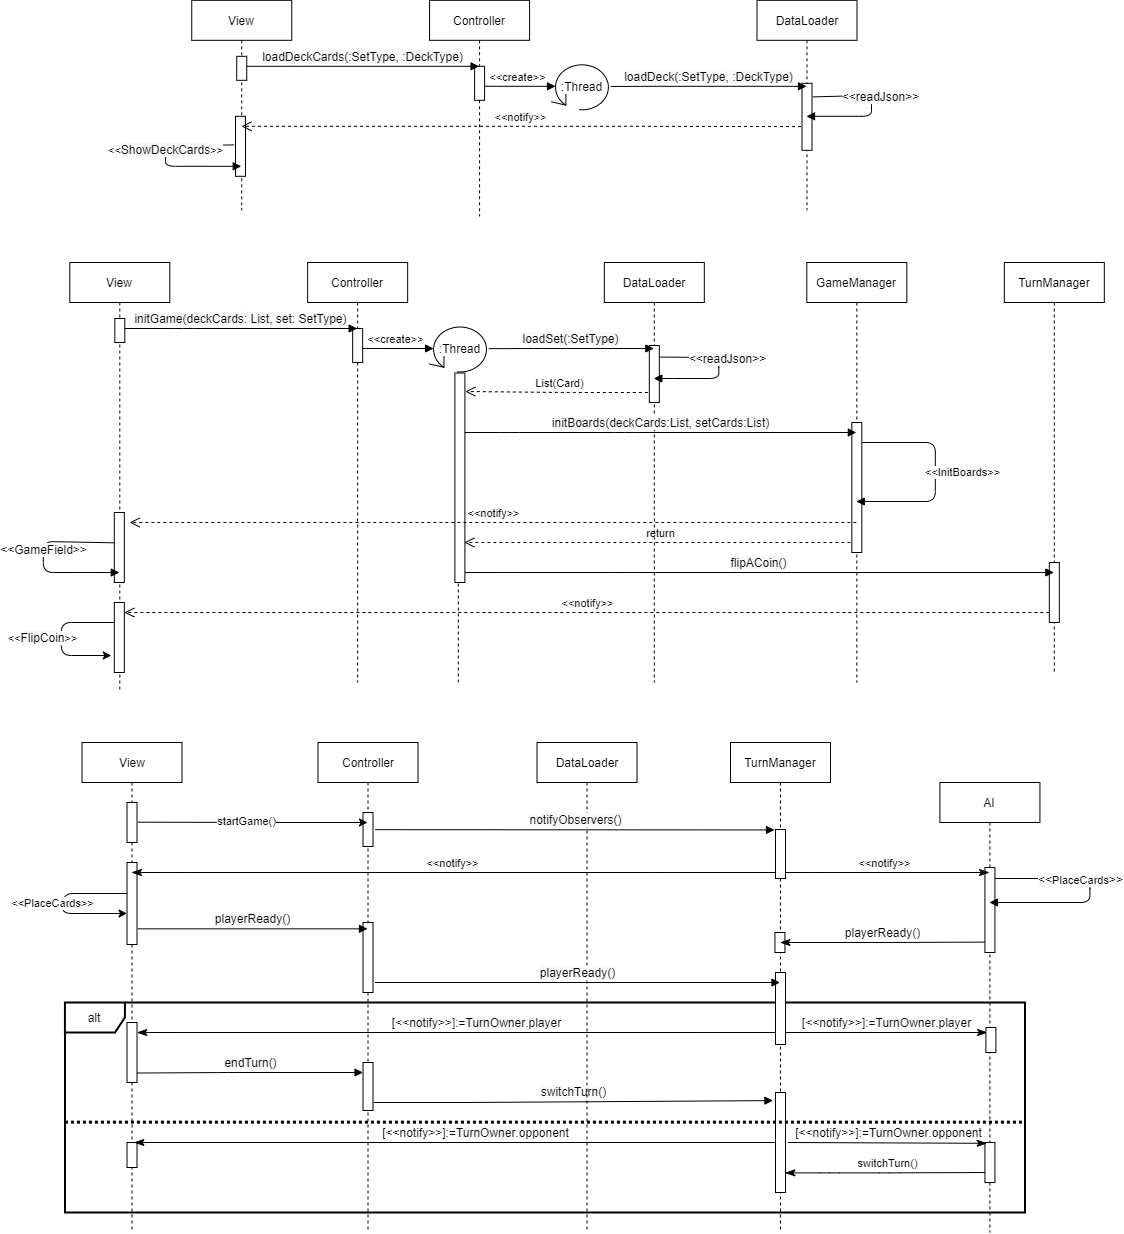 View
Controller
DataLoader
loadDeckCards(:SetType, :DeckType)
<<create>>
:Thread
loadDeck(:SetType, :DeckType)
<<readJson>>
<<notify>>
<<ShowDeckCards>>
View
Controller
DataLoader
GameManager
TurnManager
initGame(deckCards: List, set: SetType)
<<create>>
:Thread
loadSet(:SetType)
<<readJson>>
List(Card)
initBoards(deckCards:List, setCards:List)
<<InitBoards>>
<<notify>>
return
<<GameField>>
flipACoin()
<<notify>>
<<FlipCoin>>
View
Controller
DataLoader
TurnManager
AI
startGame()
notifyObservers()
<<notify>>
<<notify>>
<<PlaceCards>>
<<PlaceCards>>
playerReady()
playerReady()
playerReady()
alt
[<<notify>>]:=TurnOwner.player
[<<notify>>]:=TurnOwner.player
endTurn()
switchTurn()
[<<notify>>]:=TurnOwner.opponent
[<<notify>>]:=TurnOwner.opponent
switchTurn()